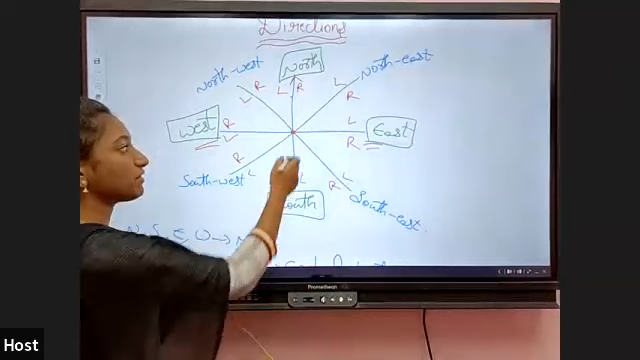 Directions
North
North-west
North-east
R
L
L
R
L
R
L
R
West
East
R
L
L
R
R
L
L
R
L
South-west
South
South-east.
N
Promethean
Host